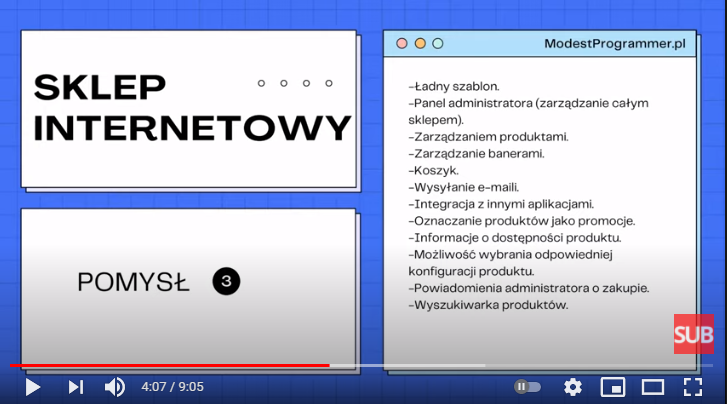 SKLEP
INTERNETOWY
POMYSŁ 3
ModestProgrammer.pl
-Ładny szablon.
-Panel administratora (zarządzanie całym
sklepem).
-Zarządzaniem produktami.
-Zarządzanie banerami.
-Koszyk.
-Wysyłanie e-maili.
-Integracja z innymi aplikacjami.
-Oznaczanie produktów jako promocje.
-Informacje o dostępności produktu.
-Możliwość wybrania odpowiedniej
konfiguracji produktu.
-Powiadomienia administratora o zakupie.
-Wyszukiwarka produktów.
SUB
4:07 / 9:05